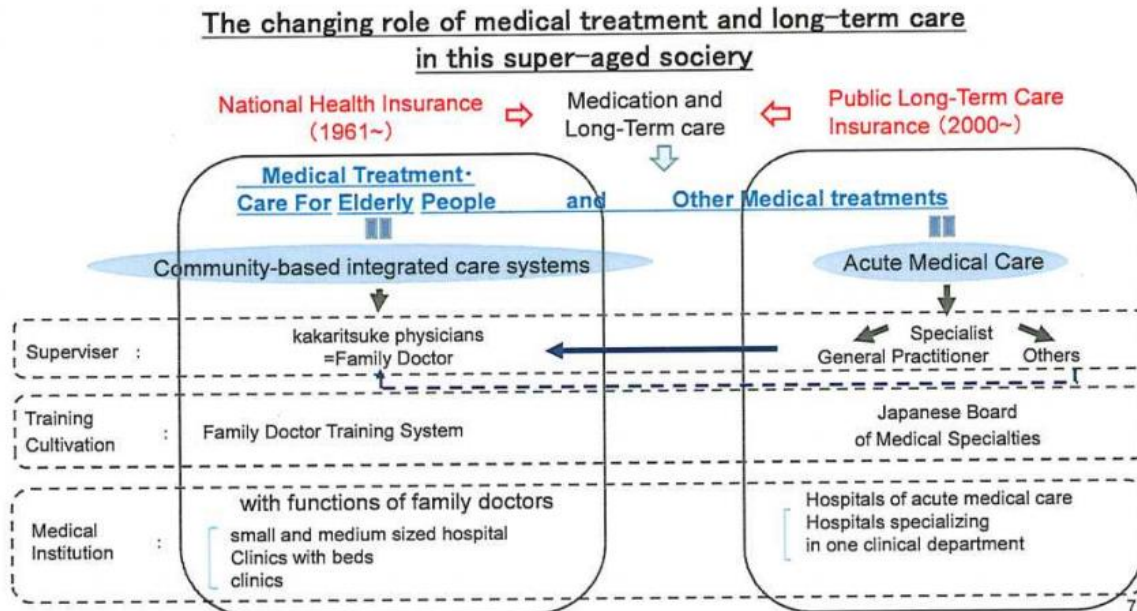 The changing role of medical treatment and long-term care
in this super-aged sociery
National Health Insurance
(1961~)
Medication and
Long-Term care
Public Long-Term Care
Insurance (2000~)
Medical Treatment・
Care For Elderly People and Other Medical treatments
Community-based integrated care systems
Acute Medical Care
Superviser :
kakaritsuke physicians
=Family Doctor
Specialist
General Practitioner Others
Training
Cultivation :
Family Doctor Training System
Japanese Board
of Medical Specialties
Medical
Institution :
with functions of family doctors
small and medium sized hospital
Clinics with beds
clinics
Hospitals of acute medical care
Hospitals specializing
in one clinical department
7